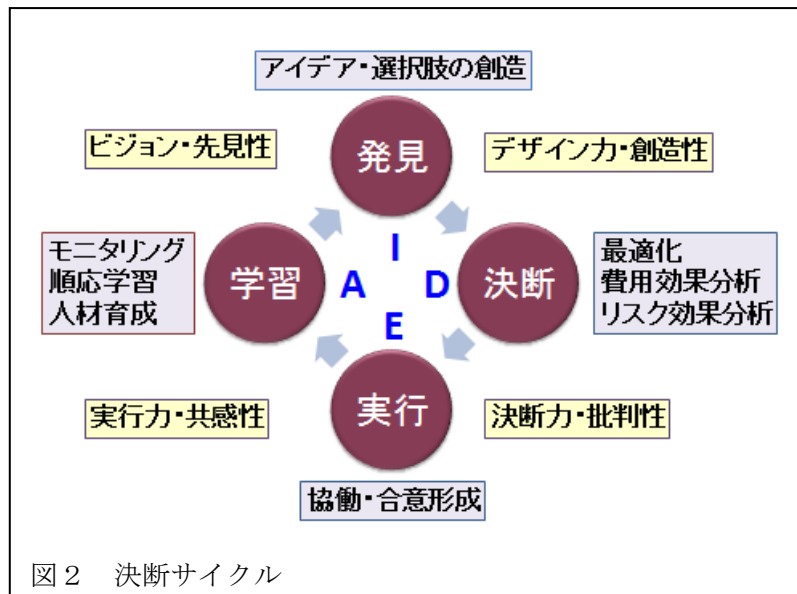 アイデア・選択肢の創造
ビジョン・先見性
発見
デザイン力・創造性
モニタリング
順応学習
人材育成
学習
I
A
D
E
決断
最適化
費用効果分析
リスク効果分析
実行力・共感性
実行
決断力・批判性
協働・合意形成
図2 決断サイクル